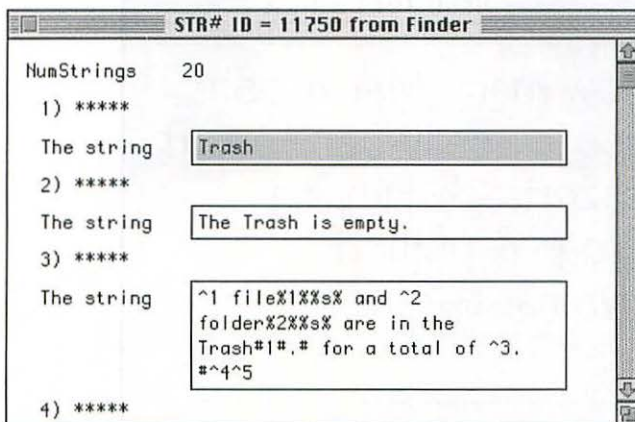 STR# ID = 11750 from Finder
NumStrings 20
1) *****
The string Trash
2) *****
The string The Trash is empty.
3) *****
The string ^1 file%1%%s% and ^2
folder%2%%s% are in the
Trash#1#,# for a total of ^3.
#^4^5
4) *****